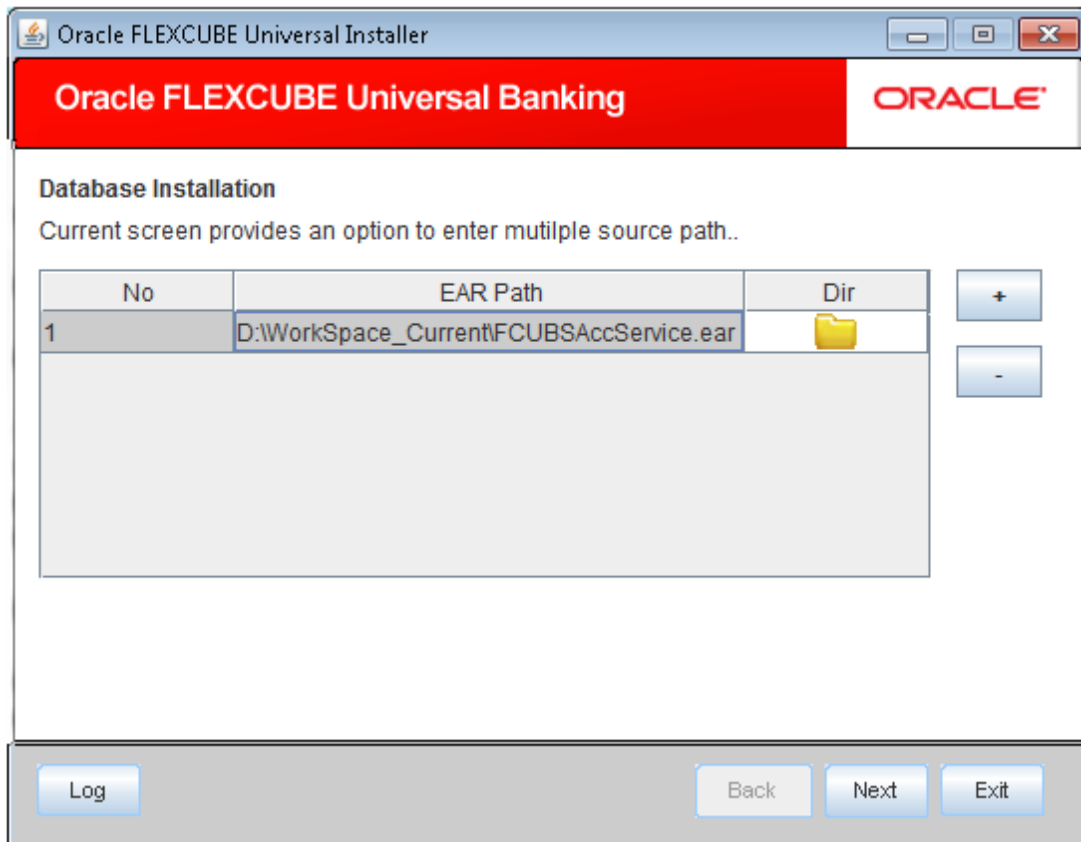 Oracle FLEXCUBE Universal Installer
Oracle FLEXCUBE Universal Banking
ORACLE
Database Installation
Current screen provides an option to enter mutilple source path..
No EAR Path Dir +
1 D:\WorkSpace_Current\FCUBSAccService.ear
-
Log Back Next Exit